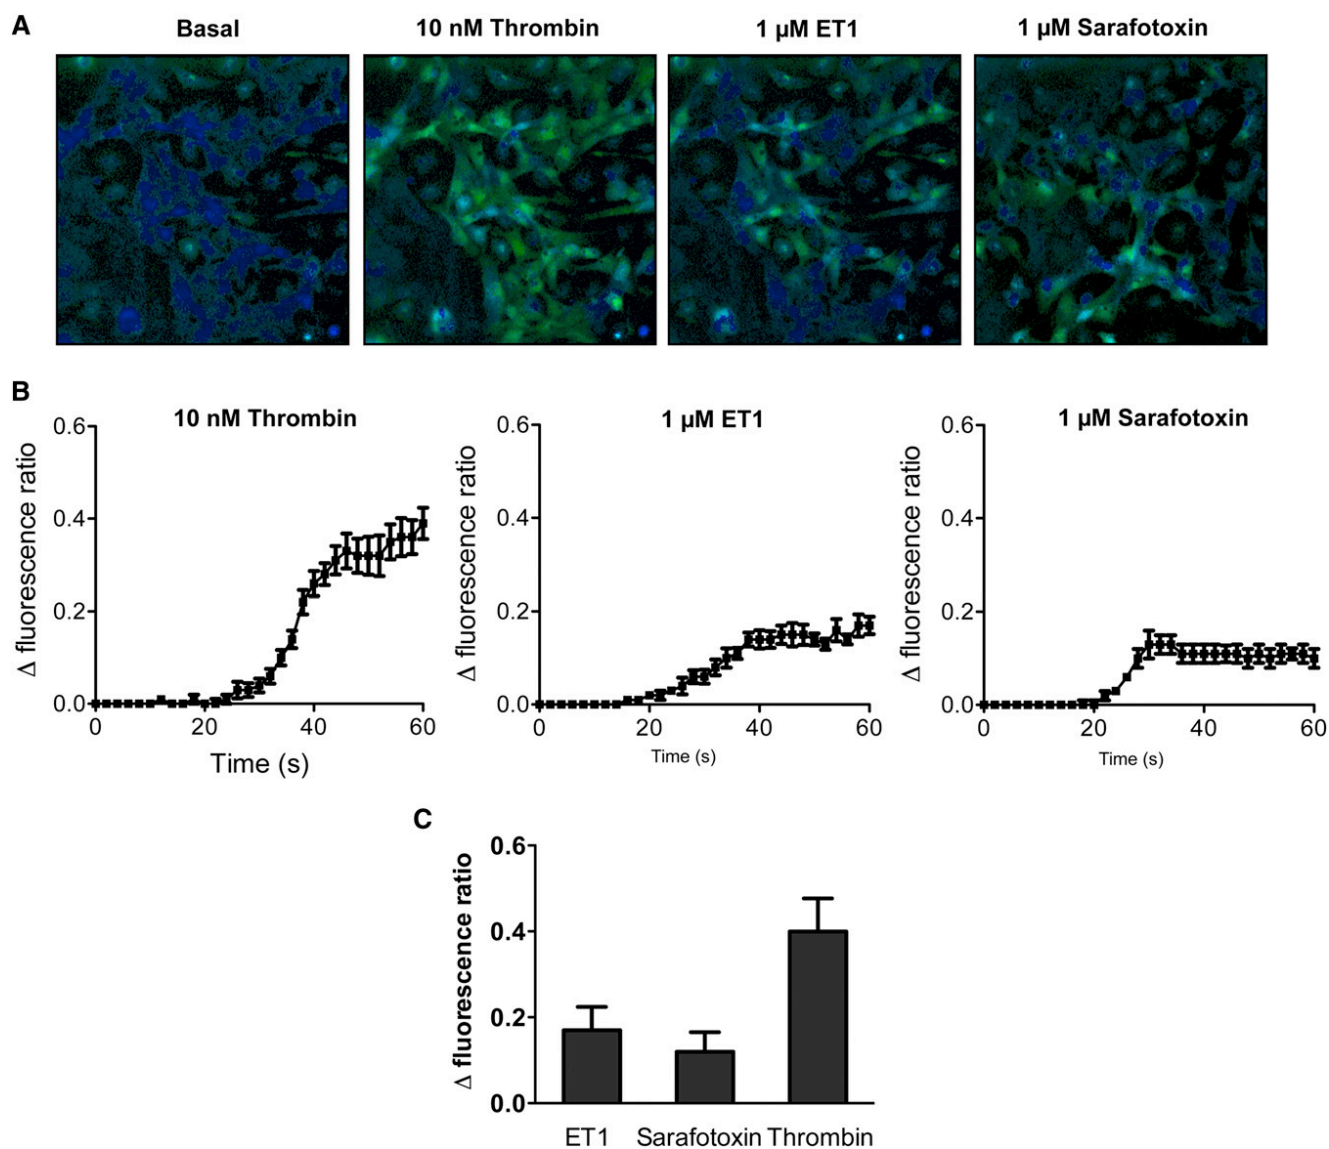 A
Basal
10 nM Thrombin
1 µM ET1
1 µM Sarafotoxin
B
10 nM Thrombin
1 µM ET1
1 µM Sarafotoxin
Δ fluorescence ratio
0.6
0.4
0.2
0.0
0 20 40 60
Time (s)
Δ fluorescence ratio
0.6
0.4
0.2
0.0
0 20 40 60
Time (s)
Δ fluorescence ratio
0.6
0.4
0.2
0.0
0 20 40 60
Time (s)
C
Δ fluorescence ratio
0.6
0.4
0.2
0.0
ET1 Sarafotoxin Thrombin